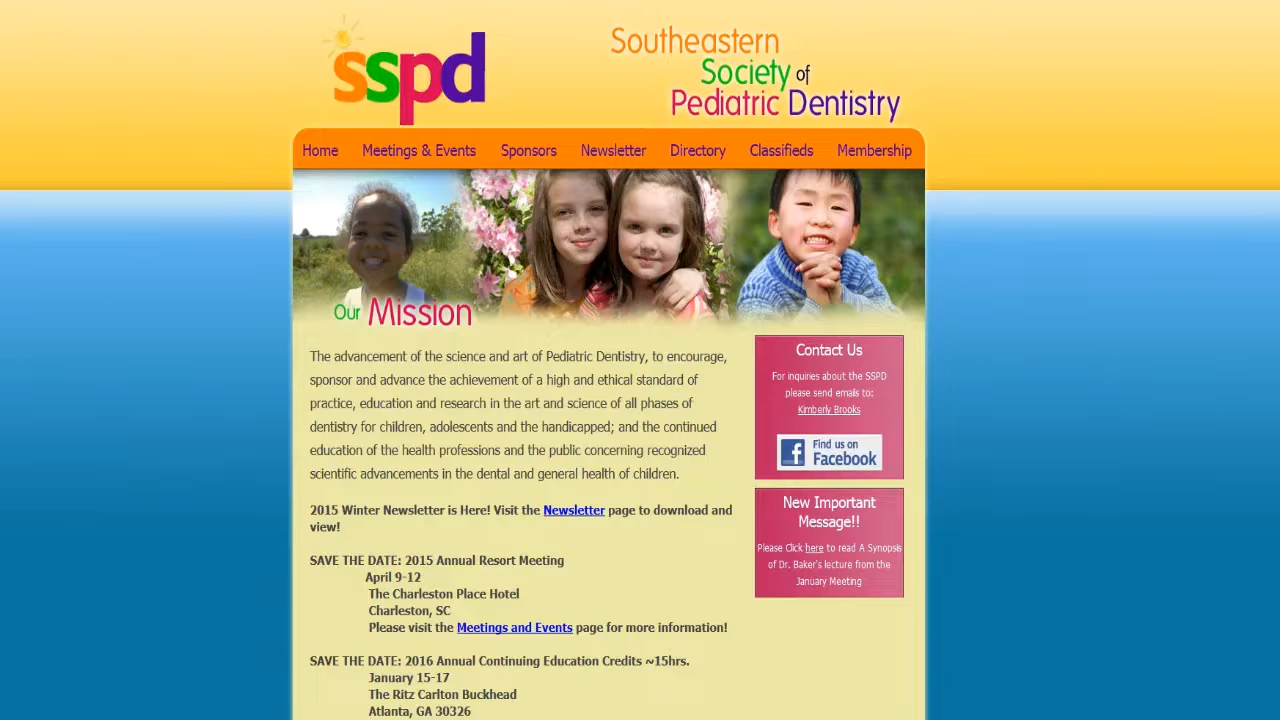 sspd
Southeastern
Society of
Pediatric Dentistry
Home Meetings & Events Sponsors Newsletter Directory Classifieds Membership
Our Mission
The advancement of the science and art of Pediatric Dentistry, to encourage,
sponsor and advance the achievement of a high and ethical standard of
practice, education and research in the art and science of all phases of
dentistry for children, adolescents and the handicapped; and the continued
education of the health professions and the public concerning recognized
scientific advancements in the dental and general health of children.
2015 Winter Newsletter is Here! Visit the Newsletter page to download and
view!
SAVE THE DATE: 2015 Annual Resort Meeting
April 9-12
The Charleston Place Hotel
Charleston, SC
Please visit the Meetings and Events page for more information!
SAVE THE DATE: 2016 Annual Continuing Education Credits ~15hrs.
January 15-17
The Ritz Carlton Buckhead
Atlanta, GA 30326
Contact Us
For inquiries about the SSPD
please send emails to:
Kimberly Brooks
Find us on
Facebook
New Important
Message!!
Please Click here to read A Synopsis
of Dr. Baker's lecture from the
January Meeting